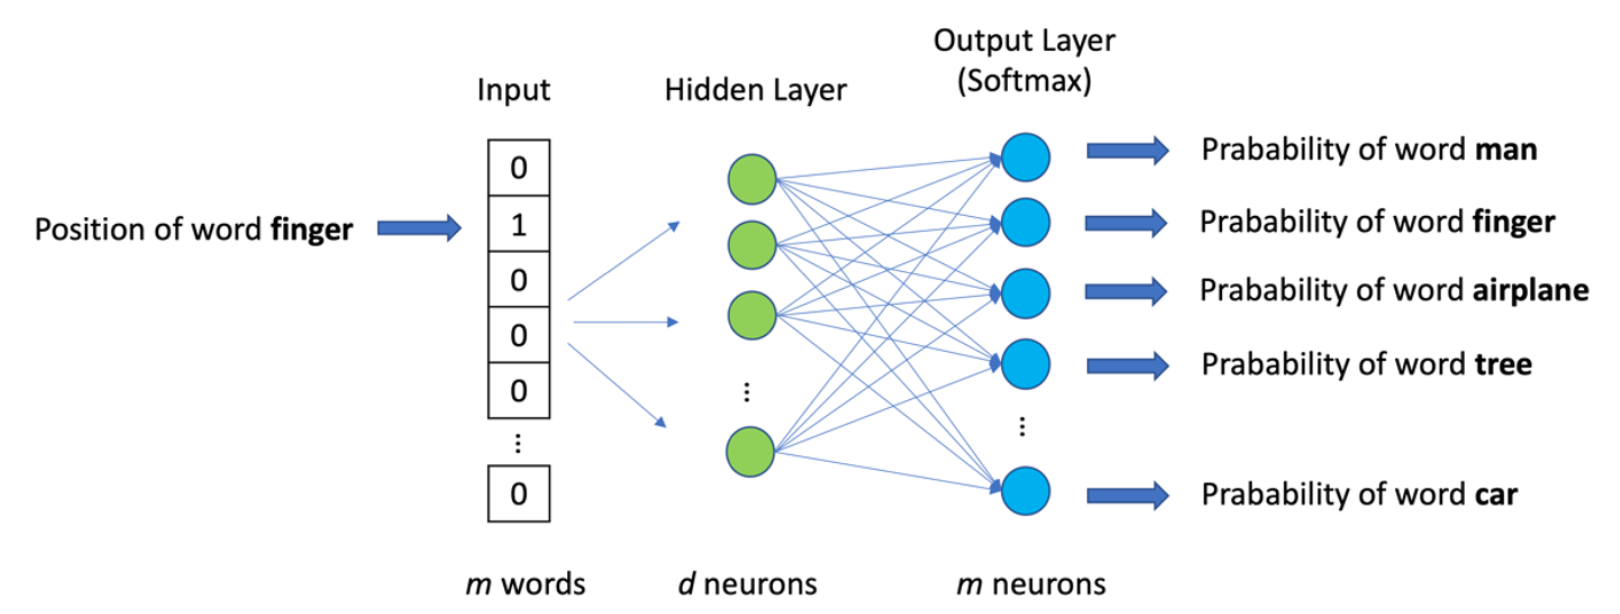 Output Layer
(Softmax)
Input
Hidden Layer
Position of word finger
0
1
0
0
0
⋮
0
⋮
⋮
Prabability of word man
Prabability of word finger
Prabability of word airplane
Prabability of word tree
Prabability of word car
m words
d neurons
m neurons